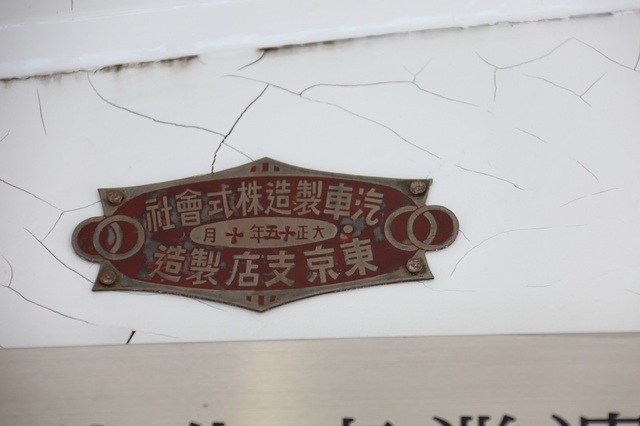 汽車製造株式會社
大正十五年十月
東京支店製造